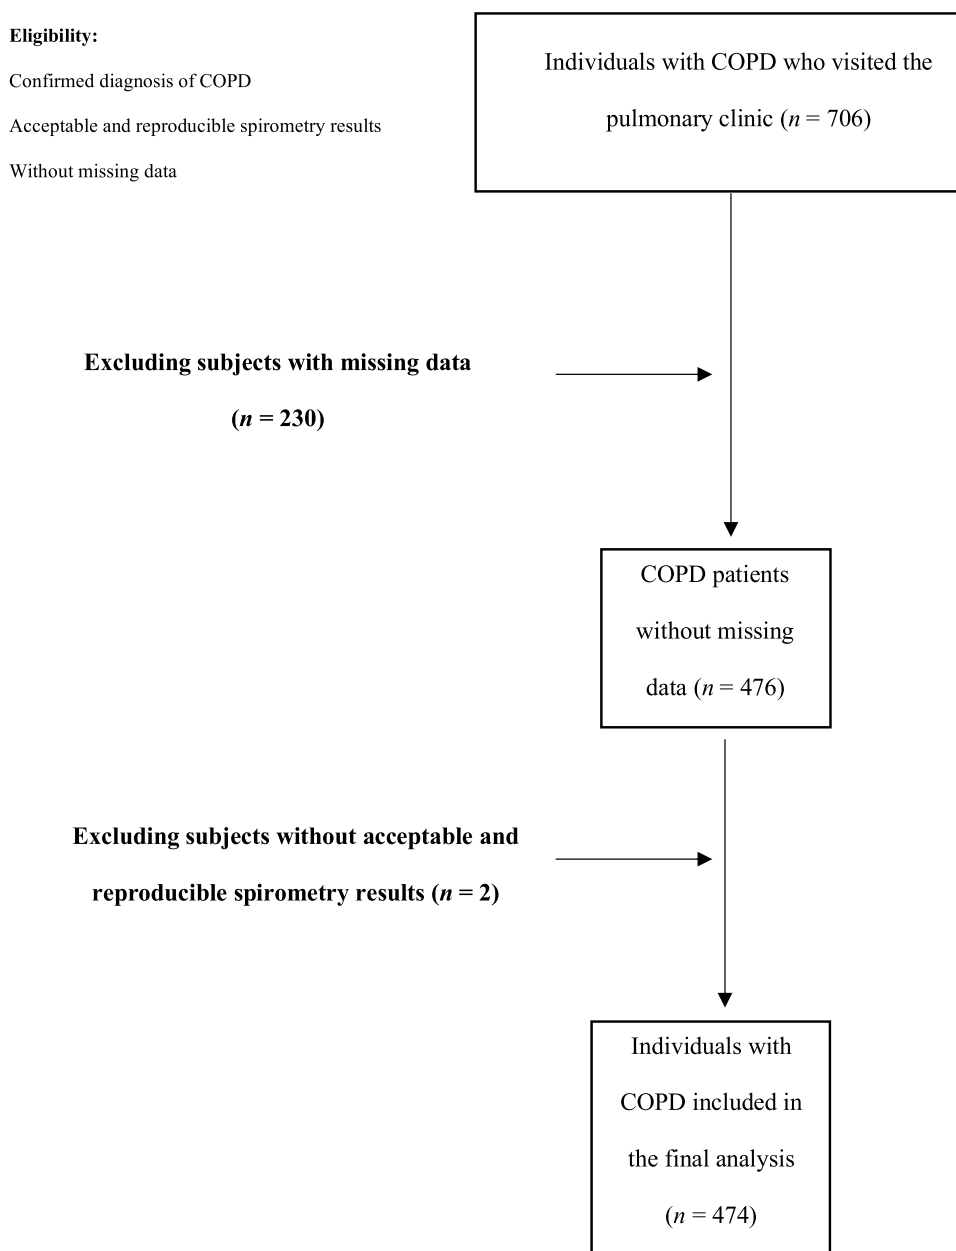 Eligibility:
Confirmed diagnosis of COPD
Acceptable and reproducible spirometry results
Without missing data
Individuals with COPD who visited the
pulmonary clinic (n = 706)
Excluding subjects with missing data
(n = 230)
COPD patients
without missing
data (n = 476)
Excluding subjects without acceptable and
reproducible spirometry results (n = 2)
Individuals with
COPD included in
the final analysis
(n = 474)